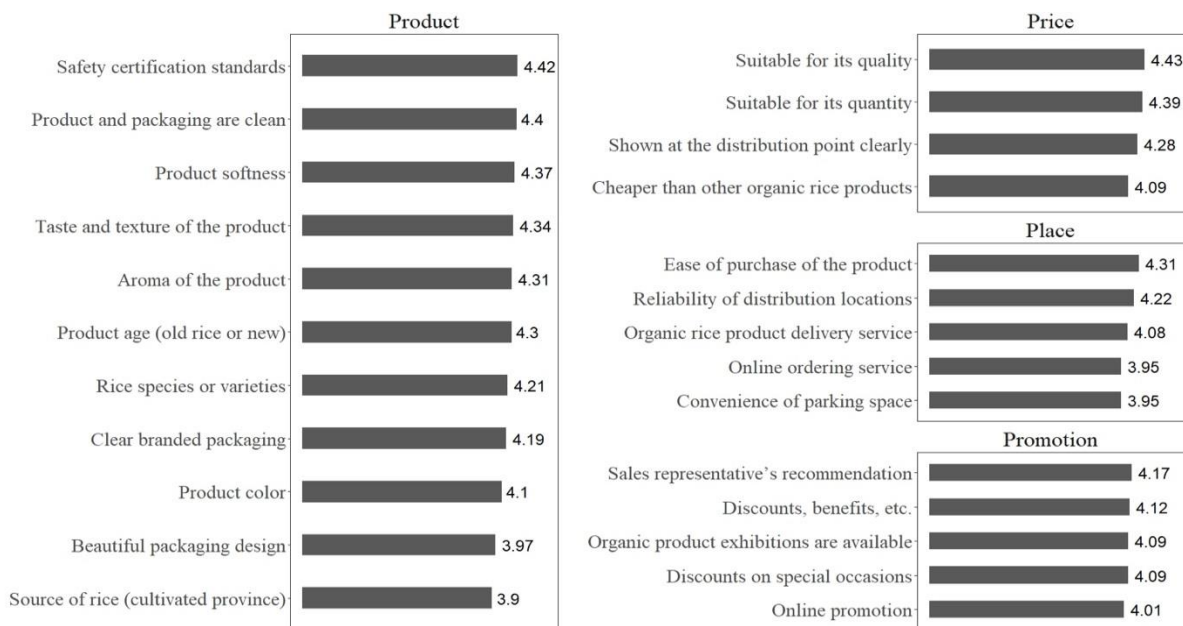 Product
Safety certification standards 4.42
Product and packaging are clean 4.4
Product softness 4.37
Taste and texture of the product 4.34
Aroma of the product 4.31
Product age (old rice or new) 4.3
Rice species or varieties 4.21
Clear branded packaging 4.19
Product color 4.1
Beautiful packaging design 3.97
Source of rice (cultivated province) 3.9
Price
Suitable for its quality 4.43
Suitable for its quantity 4.39
Shown at the distribution point clearly 4.28
Cheaper than other organic rice products 4.09
Place
Ease of purchase of the product 4.31
Reliability of distribution locations 4.22
Organic rice product delivery service 4.08
Online ordering service 3.95
Convenience of parking space 3.95
Promotion
Sales representative’s recommendation 4.17
Discounts, benefits, etc. 4.12
Organic product exhibitions are available 4.09
Discounts on special occasions 4.09
Online promotion 4.01